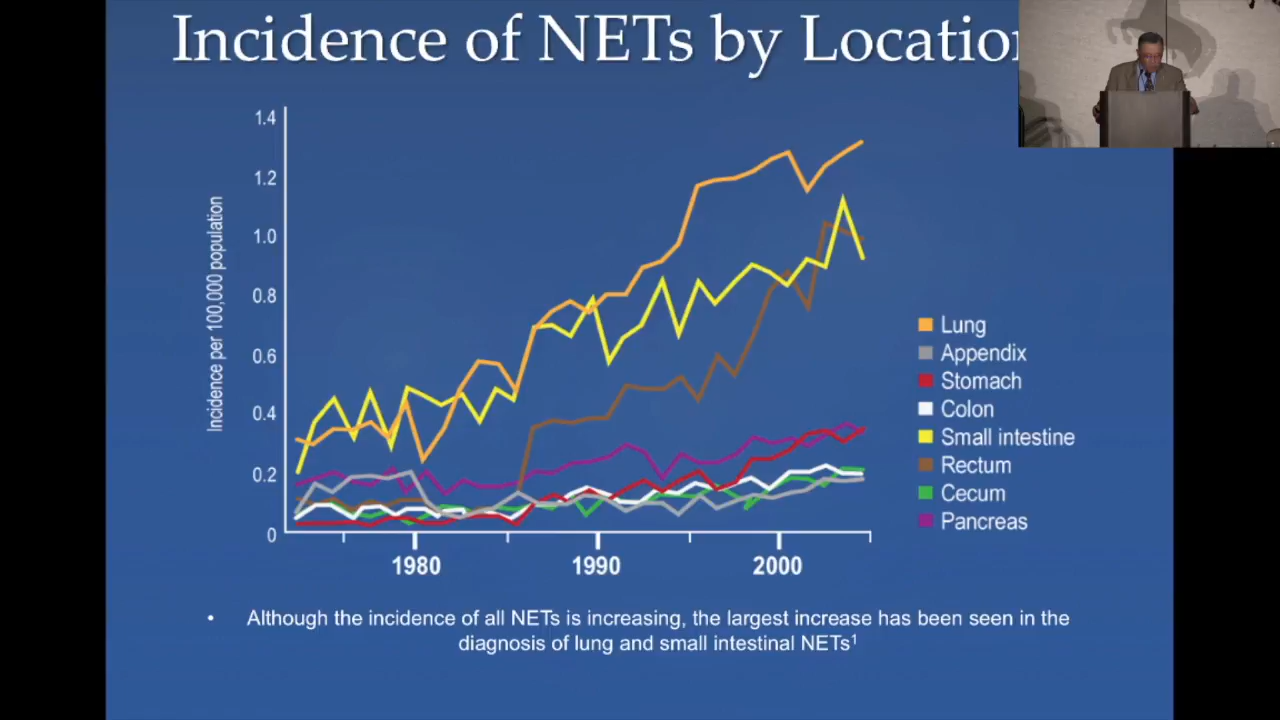 Incidence of NETs by Location
1.4
1.2
1.0
0.8
0.6
0.4
0.2
0
Incidence per 100,000 population
1980
1990
2000
Lung
Appendix
Stomach
Colon
Small intestine
Rectum
Cecum
Pancreas
• Although the incidence of all NETs is increasing, the largest increase has been seen in the
diagnosis of lung and small intestinal NETs¹